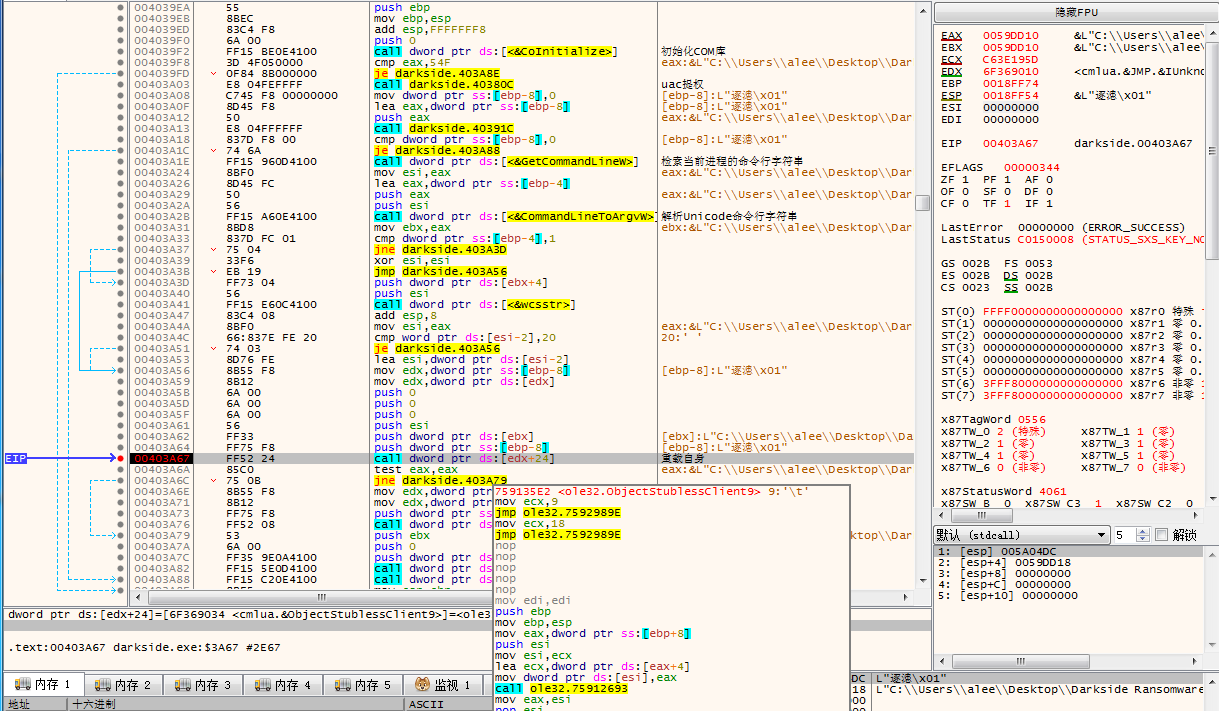 004039EA 55 push ebp
004039EB 8BEC mov ebp,esp
004039ED 83C4 F8 add esp,FFFFFFF8
004039F0 6A 00 push 0
004039F2 FF15 BE0E4100 call dword ptr ds:[<&CoInitialize>] 初始化COM库
004039F8 3D 4F050000 cmp eax,54F eax:&L"C:\\Users\\alee\\Desktop\\Dar
004039FD 0F84 8B000000 je darkside.403A8E
00403A03 E8 04FEFFFF call darkside.40380C uac提权
00403A08 C745 F8 00000000 mov dword ptr ss:[ebp-8],0 [ebp-8]:L"逐漶\x01"
00403A0F 8D45 F8 lea eax,dword ptr ss:[ebp-8] [ebp-8]:L"逐漶\x01"
00403A12 50 push eax eax:&L"C:\\Users\\alee\\Desktop\\Dar
00403A13 E8 04FFFFFF call darkside.40391C
00403A18 837D F8 00 cmp dword ptr ss:[ebp-8],0 [ebp-8]:L"逐漶\x01"
00403A1C 74 6A je darkside.403A88
00403A1E FF15 960D4100 call dword ptr ds:[<&GetCommandLineW>] 检索当前进程的命令行字符串
00403A24 8BF0 mov esi,eax eax:&L"C:\\Users\\alee\\Desktop\\Dar
00403A26 8D45 FC lea eax,dword ptr ss:[ebp-4] eax:&L"C:\\Users\\alee\\Desktop\\Dar
00403A29 50 push eax eax:&L"C:\\Users\\alee\\Desktop\\Dar
00403A2A 56 push esi
00403A2B FF15 A60E4100 call dword ptr ds:[<&CommandLineToArgvW>] 解析Unicode命令行字符串
00403A31 8BD8 mov ebx,eax ebx:&L"C:\\Users\\alee\\Desktop\\Dar
00403A33 837D FC 01 cmp dword ptr ss:[ebp-4],1
00403A37 75 04 jne darkside.403A3D
00403A39 33F6 xor esi,esi
00403A3B EB 19 jmp darkside.403A56
00403A3D FF73 04 push dword ptr ds:[ebx+4]
00403A40 56 push esi
00403A41 FF15 E60C4100 call dword ptr ds:[<&wcsstr>]
00403A47 83C4 08 add esp,8
00403A4A 8BF0 mov esi,eax eax:&L"C:\\Users\\alee\\Desktop\\Dar
00403A4C 66:837E FE 20 cmp word ptr ds:[esi-2],20 20:' '
00403A51 74 03 je darkside.403A56
00403A53 8D76 FE lea esi,dword ptr ds:[esi-2]
00403A56 8B55 F8 mov edx,dword ptr ss:[ebp-8] [ebp-8]:L"逐漶\x01"
00403A59 8B12 mov edx,dword ptr ds:[edx]
00403A5B 6A 00 push 0
00403A5D 6A 00 push 0
00403A5F 6A 00 push 0
00403A61 56 push esi
00403A62 FF33 push dword ptr ds:[ebx] [ebx]:L"C:\\Users\\alee\\Desktop\\Da
00403A64 FF75 F8 push dword ptr ss:[ebp-8] [ebp-8]:L"逐漶\x01"
EIP 00403A67 FF52 24 call dword ptr ds:[edx+24] 重载自身
00403A6A 85C0 test eax,eax eax:&L"C:\\Users\\alee\\Desktop\\Dar
00403A6C 75 0B jne darkside.403A79
00403A6E 8B55 F8 mov edx,dword pt
00403A71 8B12 mov edx,dword pt
00403A73 FF75 F8 push dword ptr s
00403A76 FF52 08 call dword ptr d
00403A79 53 push ebx ktop\\Dar
00403A7A 6A 00 push 0
00403A7C FF35 9E0A4100 push dword ptr ds
00403A82 FF15 5E0D4100 call dword ptr ds
00403A88 FF15 C20E4100 call dword ptr ds
759135E2 <ole32.ObjectStublessClient9> 9:'\t'
mov ecx,9
jmp ole32.7592989E
mov ecx,18
jmp ole32.7592989E
nop
nop
nop
nop
nop
mov edi,edi
push ebp
mov ebp,esp
mov eax,dword ptr ss:[ebp+8]
push esi
mov esi,ecx
lea ecx,dword ptr ds:[eax+4]
mov dword ptr ds:[esi],eax
call ole32.75912693
mov eax,esi
pop esi
dword ptr ds:[edx+24]=[6F369034 <cmlua.&ObjectStublessClient9>]=<ole3
.text:00403A67 darkside.exe:$3A67 #2E67
内存 1 内存 2 内存 3 内存 4 内存 5 监视 1
地址 十六进制 ASCII
隐藏FPU
EAX 0059DD10 &L"C:\\Users\\alee
EBX 0059DD10 &L"C:\\Users\\alee
ECX C63E195D
EDX 6F369010 <cmlua.&JMP.&IUnkno
EBP 0018FF74
ESP 0018FF54 &L"逐漶\x01"
ESI 00000000
EDI 00000000
EIP 00403A67 darkside.00403A67
EFLAGS 00000344
ZF 1 PF 1 AF 0
OF 0 SF 0 DF 0
CF 0 TF 1 IF 1
LastError 00000000 (ERROR_SUCCESS)
LastStatus C0150008 (STATUS_SXS_KEY_NO
GS 002B FS 0053
ES 002B DS 002B
CS 0023 SS 002B
ST(0) FFFF0000000000000000 x87r0 特殊
ST(1) 00000000000000000000 x87r1 零 0.
ST(2) 00000000000000000000 x87r2 零 0.
ST(3) 00000000000000000000 x87r3 零 0.
ST(4) 00000000000000000000 x87r4 零 0.
ST(5) 00000000000000000000 x87r5 零 0.
ST(6) 3FFF8000000000000000 x87r6 非零
ST(7) 3FFF8000000000000000 x87r7 非零
x87TagWord 0556
x87TW_0 2 (特殊) x87TW_1 1 (零)
x87TW_2 1 (零) x87TW_3 1 (零)
x87TW_4 1 (零) x87TW_5 1 (零)
x87TW_6 0 (非零) x87TW_7 0 (非零)
x87StatusWord 4061
x87SW_B 0 x87SW_C3 1 x87SW_C2 0
默认 (stdcall) 5 解锁
1: [esp] 005A04DC
2: [esp+4] 0059DD18
3: [esp+8] 00000000
4: [esp+C] 00000000
5: [esp+10] 00000000
DC L"逐漶\x01"
18 L"C:\\Users\\alee\\Desktop\\Darkside Ransomware
00